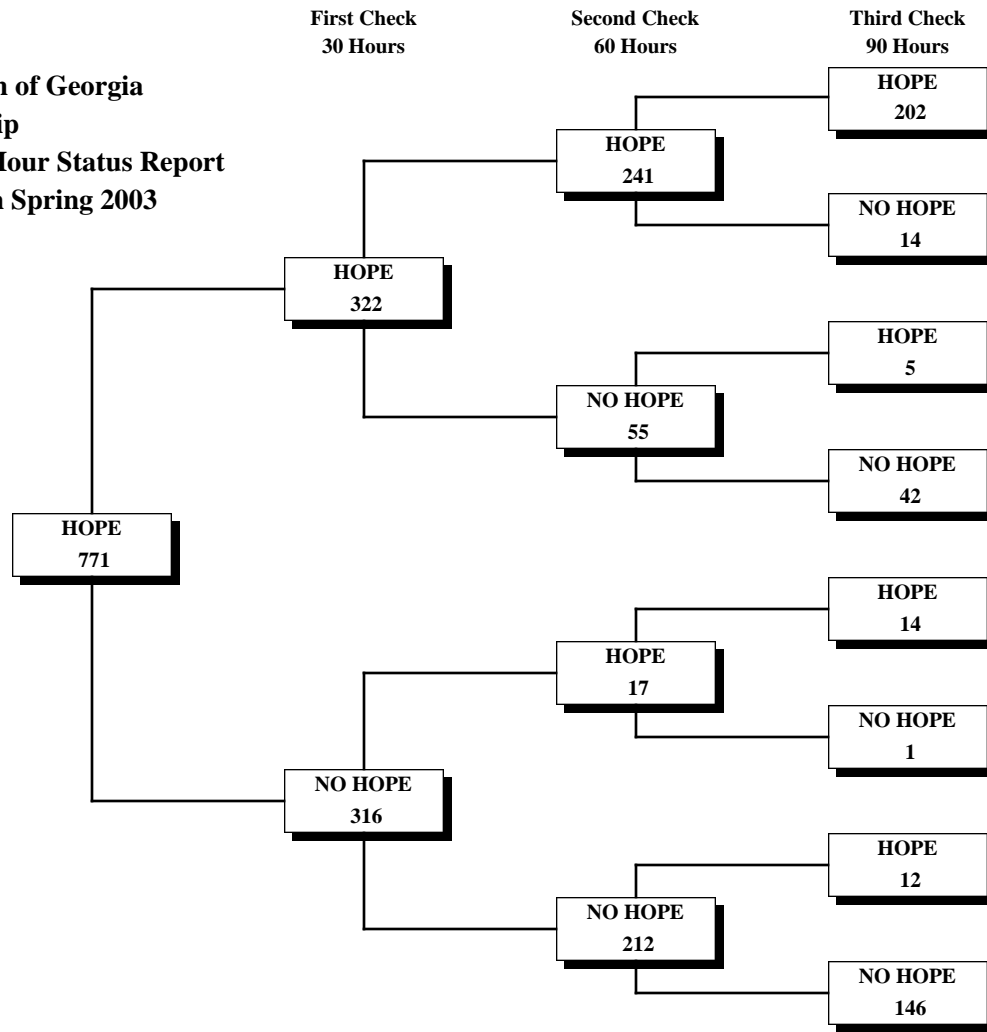 First Check
30 Hours
Second Check
60 Hours
Third Check
90 Hours
of Georgia
Hour Status Report
Spring 2003
HOPE
771
HOPE
322
NO HOPE
316
HOPE
241
NO HOPE
55
HOPE
17
NO HOPE
212
HOPE
202
NO HOPE
14
HOPE
5
NO HOPE
42
HOPE
14
NO HOPE
1
HOPE
12
NO HOPE
146